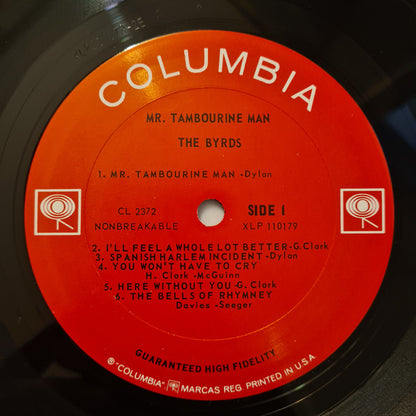 COLUMBIA
MR. TAMBOURINE MAN
THE BYRDS
1. MR. TAMBOURINE MAN -Dylan
CL 2372 SIDE 1
NONBREAKABLE XLP 110179
2. I'LL FEEL A WHOLE LOT BETTER-G. Clark
3. SPANISH HARLEM INCIDENT -Dylan
4. YOU WON'T HAVE TO CRY
H. Clark -McGuinn
5. HERE WITHOUT YOU G. Clark
6. THE BELLS OF RHYMNEY
Davies -Seeger
GUARANTEED HIGH FIDELITY
® "COLUMBIA", MARCAS REG. PRINTED IN U.S.A.